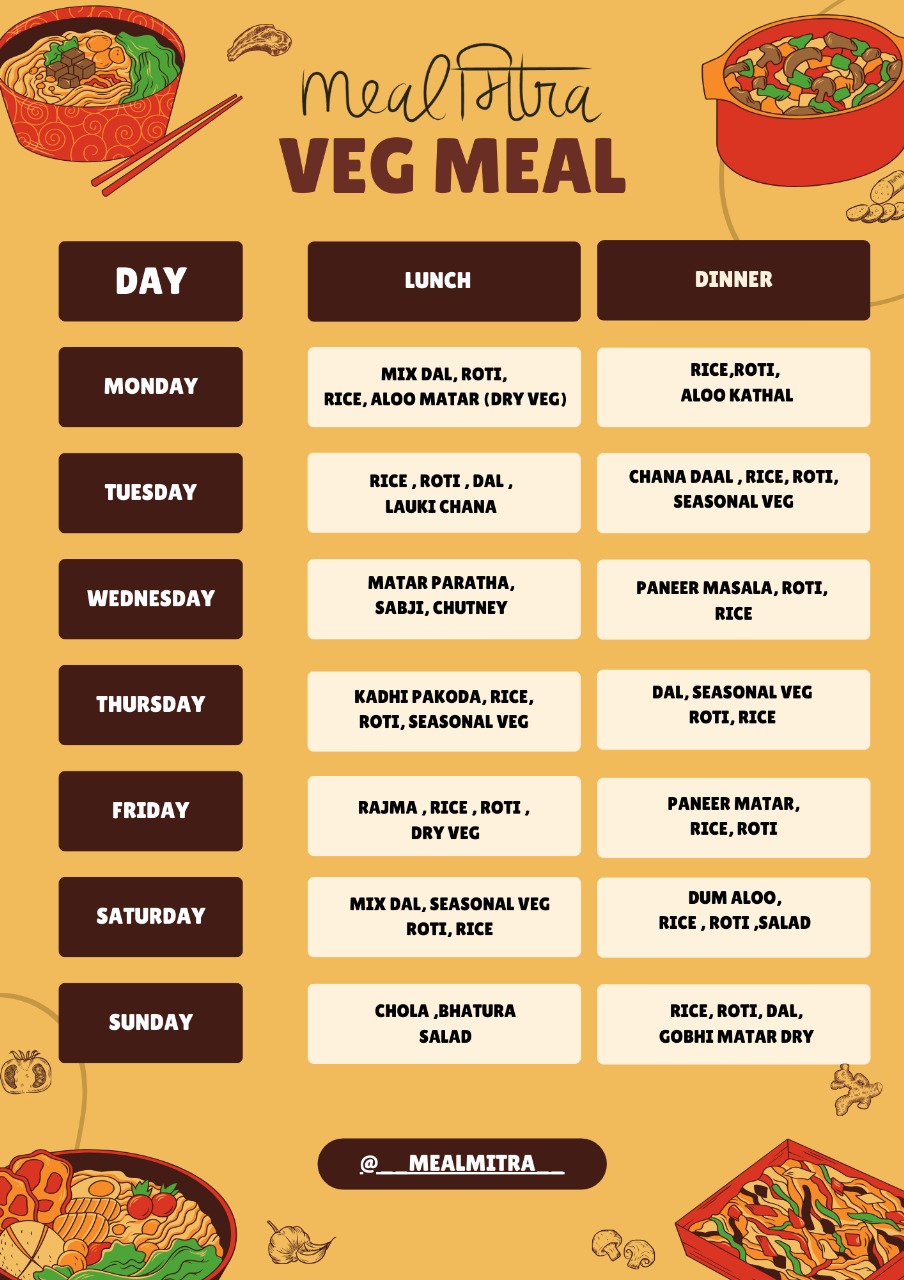 mealमितra
VEG MEAL
DAY
LUNCH
DINNER
MONDAY
MIX DAL, ROTI,
RICE, ALOO MATAR (DRY VEG)
RICE,ROTI,
ALOO KATHAL
TUESDAY
RICE , ROTI , DAL ,
LAUKI CHANA
CHANA DAAL , RICE, ROTI,
SEASONAL VEG
WEDNESDAY
MATAR PARATHA,
SABJI, CHUTNEY
PANEER MASALA, ROTI,
RICE
THURSDAY
KADHI PAKODA, RICE,
ROTI, SEASONAL VEG
DAL, SEASONAL VEG
ROTI, RICE
FRIDAY
RAJMA , RICE , ROTI ,
DRY VEG
PANEER MATAR,
RICE, ROTI
SATURDAY
MIX DAL, SEASONAL VEG
ROTI, RICE
DUM ALOO,
RICE , ROTI ,SALAD
SUNDAY
CHOLA ,BHATURA
SALAD
RICE, ROTI, DAL,
GOBHI MATAR DRY
@__MEALMITRA__